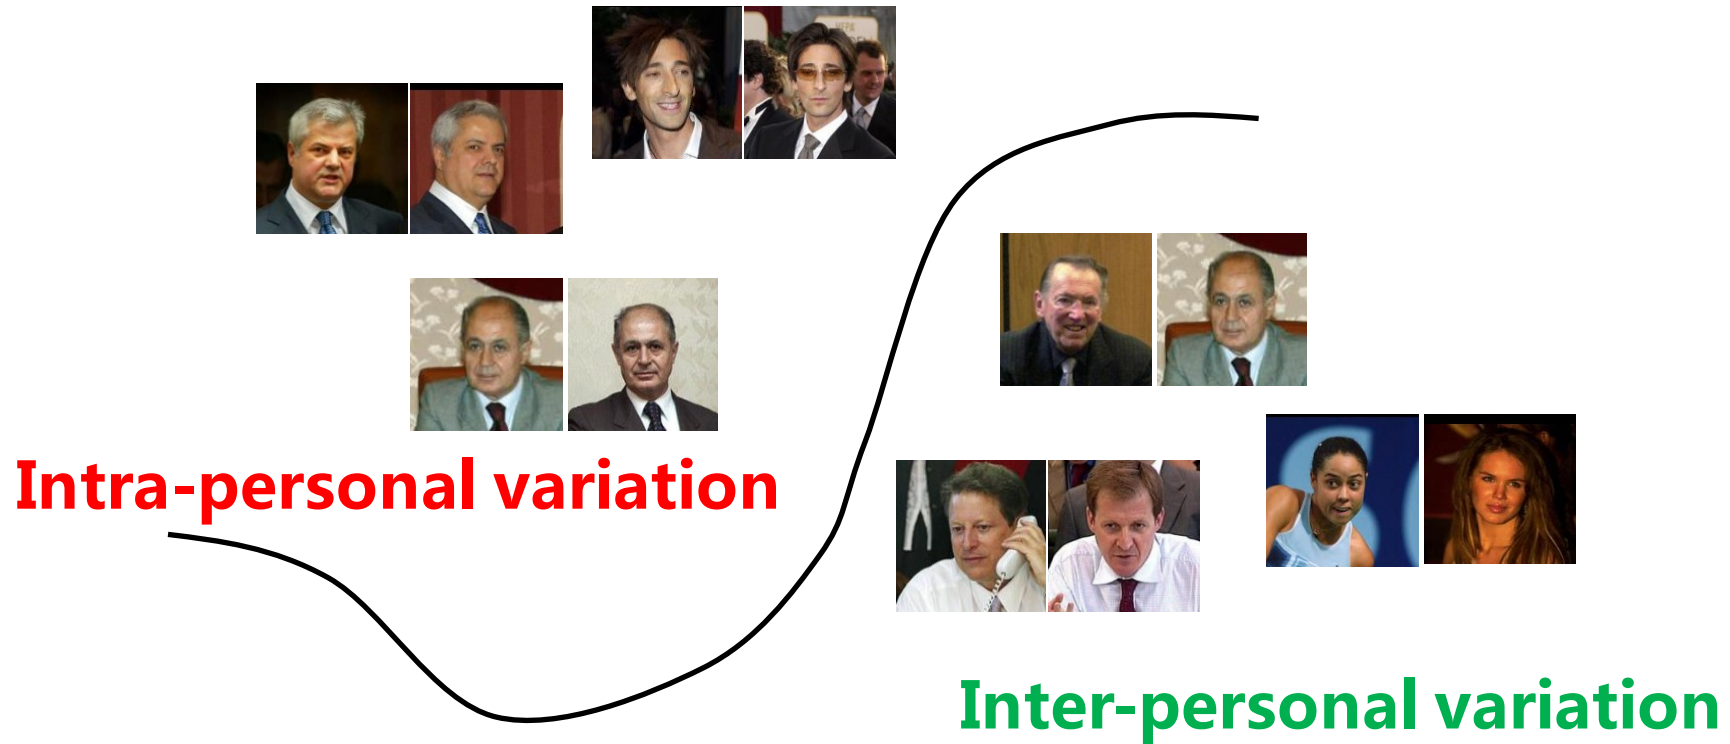 Intra-personal variation
Inter-personal variation